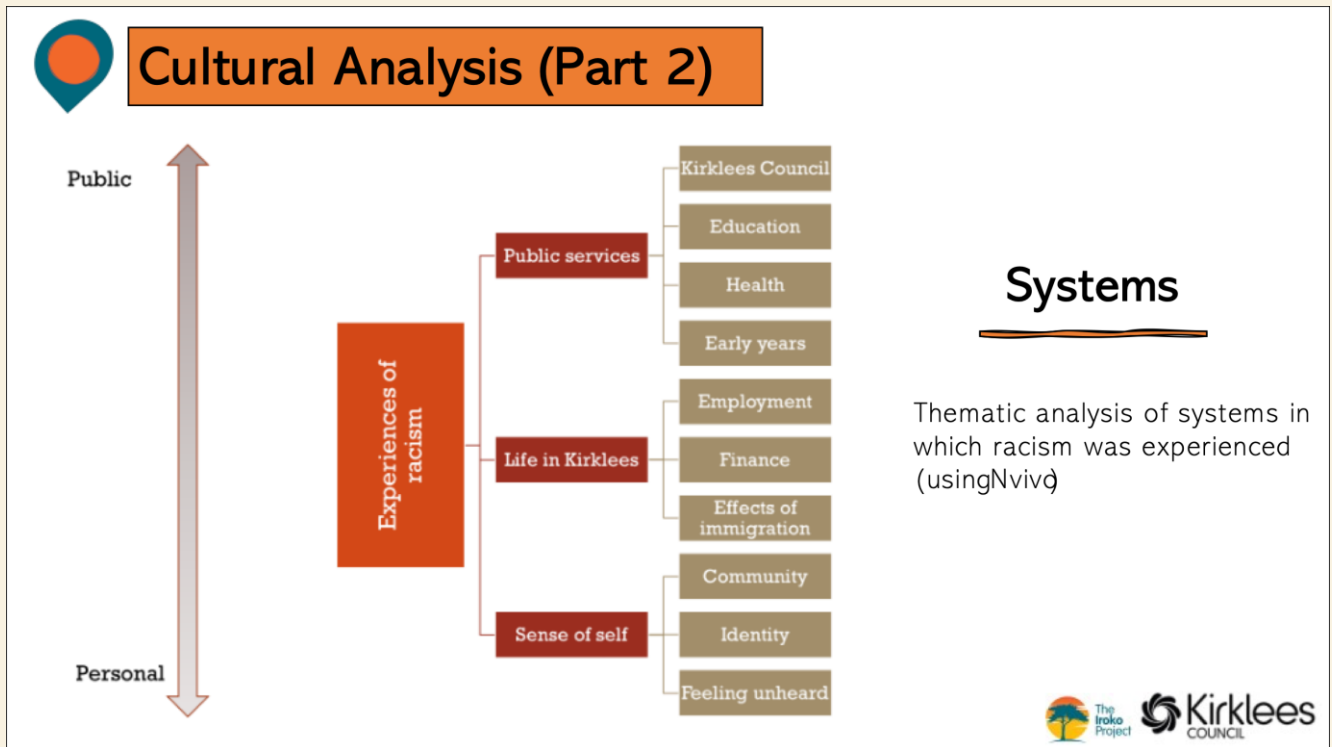 Cultural Analysis (Part 2)
Public
Personal
Experiences of
racism
Public services
Kirklees Council
Education
Health
Early years
Life in Kirklees
Employment
Finance
Effects of
immigration
Sense of self
Community
Identity
Feeling unheard
Systems
Thematic analysis of systems in
which racism was experienced
(usingNvivo)
The
Iroko
Project
Kirklees
COUNCIL